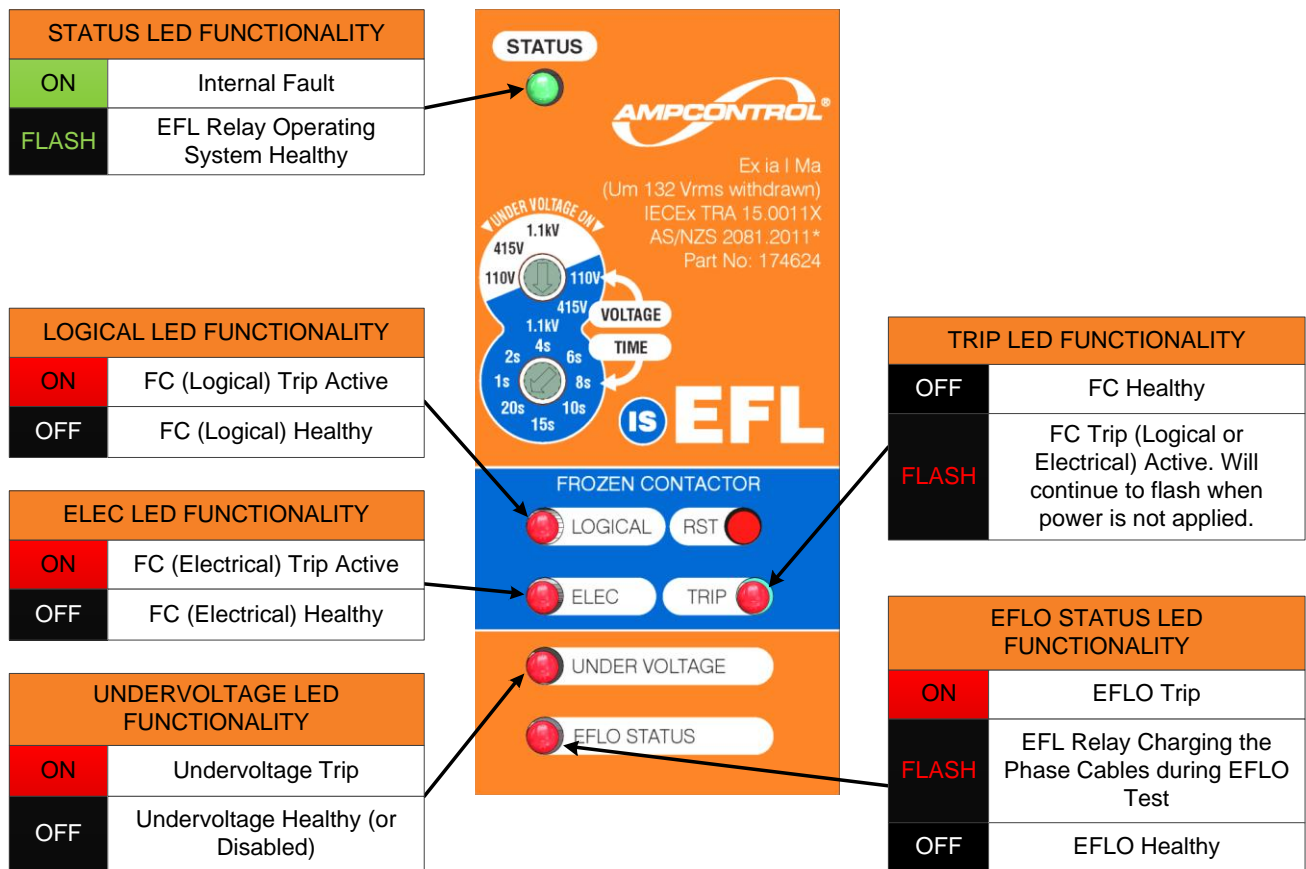 STATUS LED FUNCTIONALITY
ON
Internal Fault
FLASH
EFL Relay Operating
System Healthy
LOGICAL LED FUNCTIONALITY
ON
FC (Logical) Trip Active
OFF
FC (Logical) Healthy
ELEC LED FUNCTIONALITY
ON
FC (Electrical) Trip Active
OFF
FC (Electrical) Healthy
UNDERVOLTAGE LED
FUNCTIONALITY
ON
Undervoltage Trip
OFF
Undervoltage Healthy (or
Disabled)
STATUS
AMPCONTROL®
Ex ia I Ma
(Um 132 Vrms withdrawn)
IECEx TRA 15.0011X
AS/NZS 2081.2011*
Part No: 174624
UNDER VOLTAGE ON
1.1kV
415V
110V
110V
415V
1.1kV
VOLTAGE
TIME
4s
2s
6s
1s
8s
20s
10s
15s
IS EFL
FROZEN CONTACTOR
LOGICAL
RST
ELEC
TRIP
UNDER VOLTAGE
EFLO STATUS
TRIP LED FUNCTIONALITY
OFF
FC Healthy
FLASH
FC Trip (Logical or
Electrical) Active. Will
continue to flash when
power is not applied.
EFLO STATUS LED
FUNCTIONALITY
ON
EFLO Trip
FLASH
EFL Relay Charging the
Phase Cables during EFLO
Test
OFF
EFLO Healthy